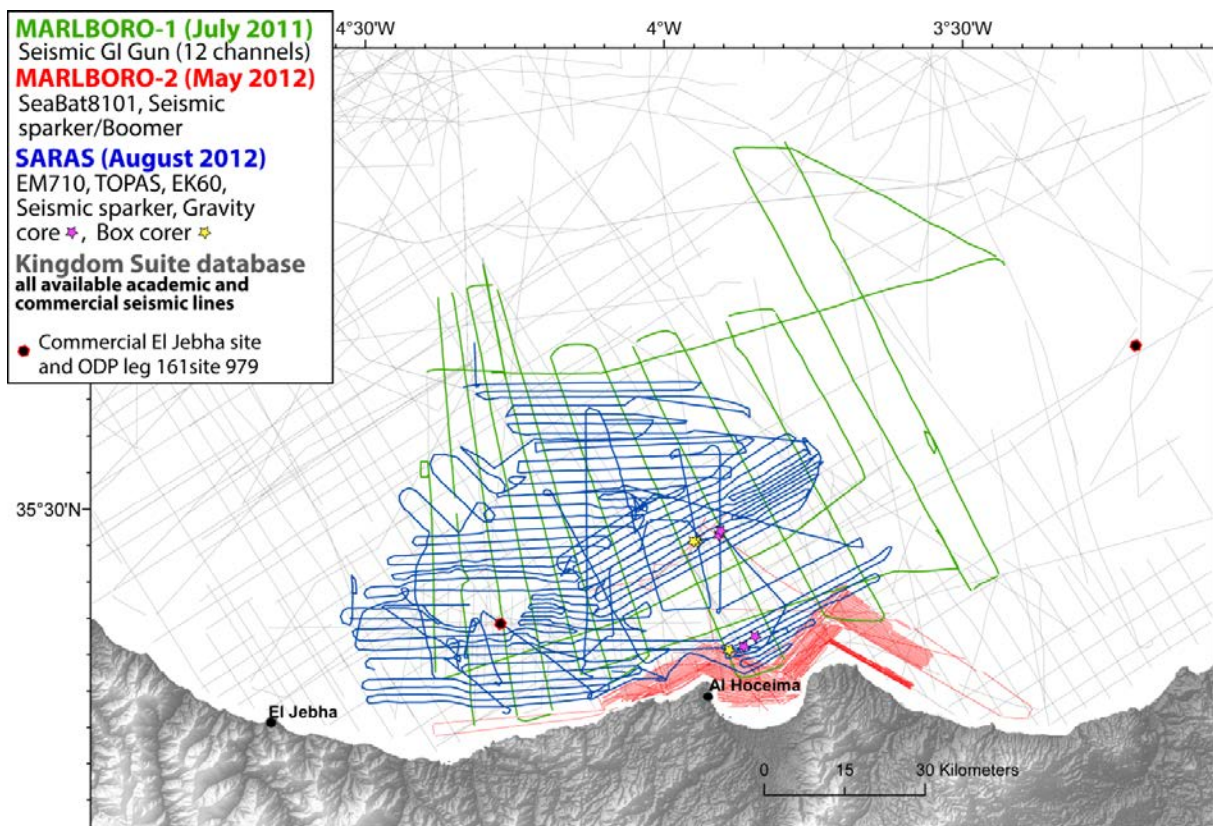 MARLBORO-1 (July 2011)
Seismic GI Gun (12 channels)
MARLBORO-2 (May 2012)
SeaBat8101, Seismic
sparker/Boomer
SARAS (August 2012)
EM710, TOPAS, EK60,
Seismic sparker, Gravity
core , Box corer
Kingdom Suite database
all available academic and
commercial seismic lines
Commercial El Jebha site
and ODP leg 161site 979
4°30'W
4°W
3°30'W
35°30'N
El Jebha
Al Hoceima
0 15 30 Kilometers